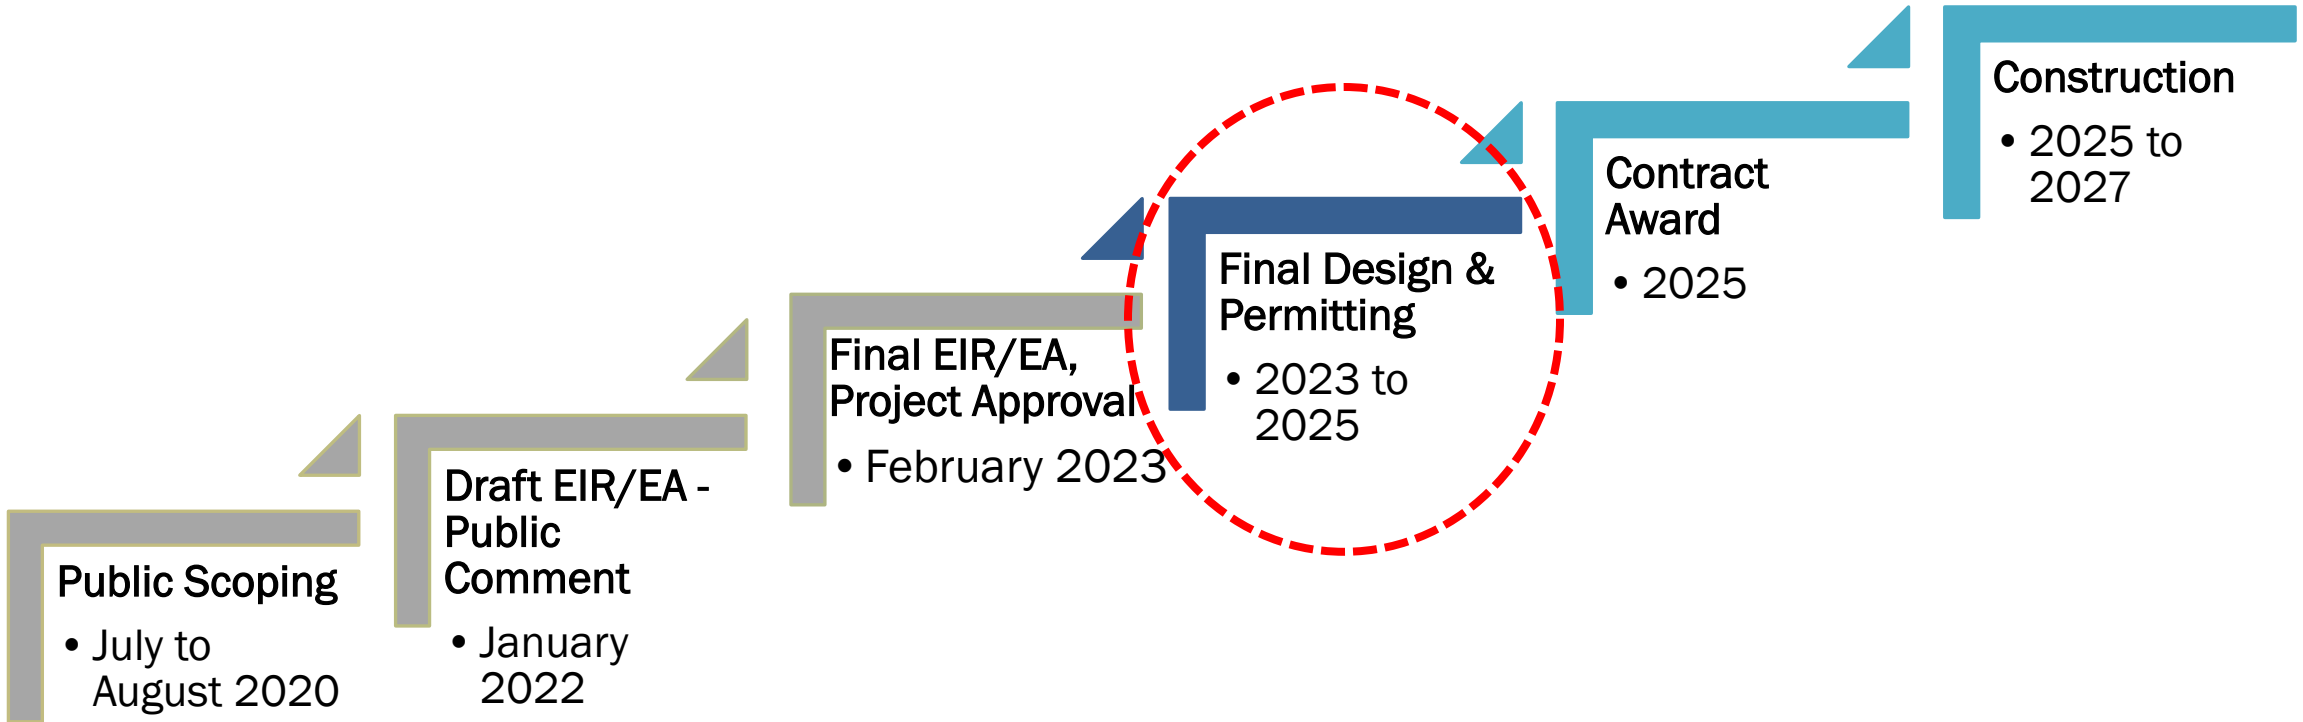 Public Scoping
• July to
August 2020
Draft EIR/EA -
Public
Comment
• January
2022
Final EIR/EA,
Project Approval
• February 2023
Final Design &
Permitting
• 2023 to
2025
Contract
Award
• 2025
Construction
• 2025 to
2027